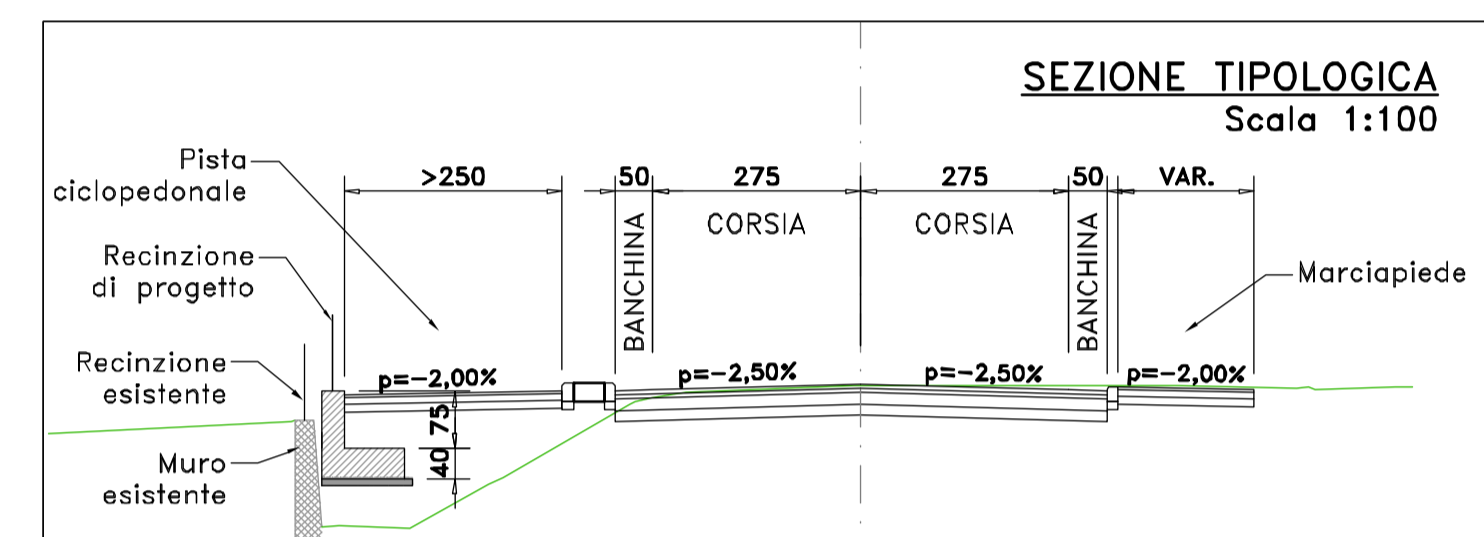 SEZIONE TIPOLOGICA
Scala 1:100
Pista
ciclopedonale
>250
50
275
275
50
VAR.
BANCHINA
CORSIA
CORSIA
BANCHINA
Recinzione
di progetto
Marciapiede
Recinzione
esistente
p=-2,00%
p=-2,50%
p=-2,50%
p=-2,00%
75
40
Muro
esistente